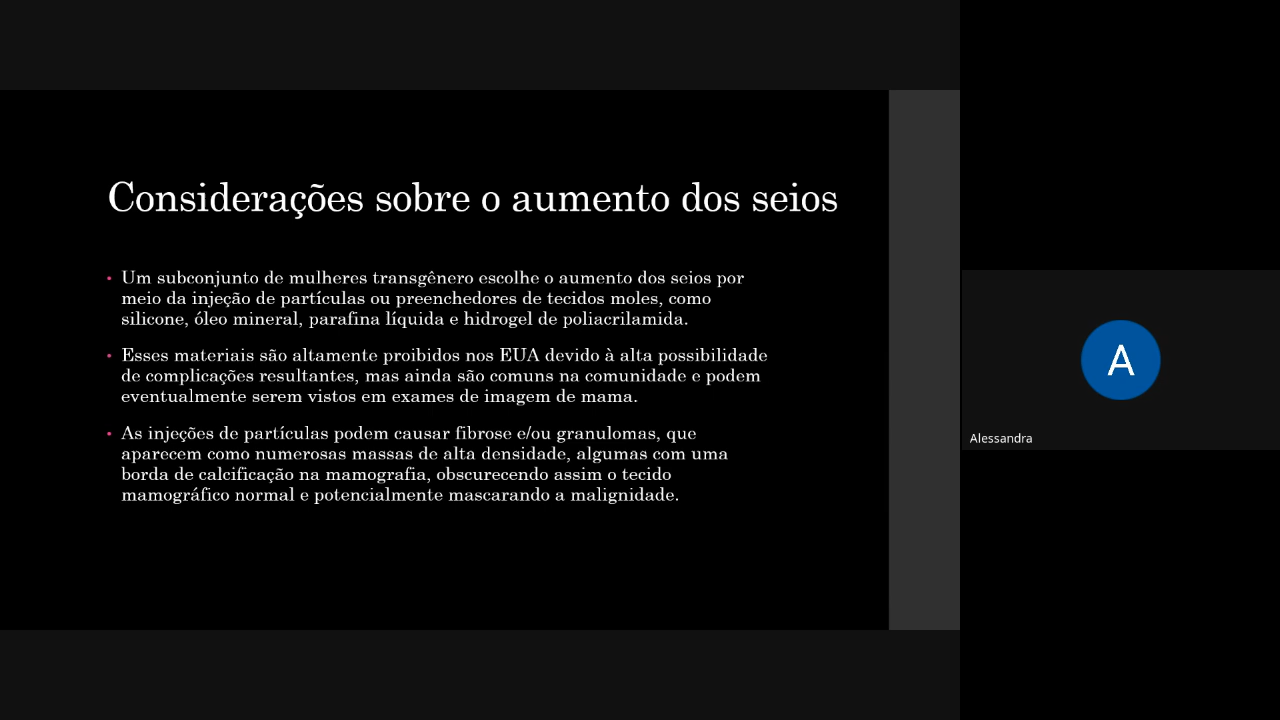 Considerações sobre o aumento dos seios
• Um subconjunto de mulheres transgênero escolhe o aumento dos seios por
meio da injeção de partículas ou preenchedores de tecidos moles, como
silicone, óleo mineral, parafina líquida e hidrogel de poliacrilamida.
• Esses materiais são altamente proibidos nos EUA devido à alta possibilidade
de complicações resultantes, mas ainda são comuns na comunidade e podem
eventualmente serem vistos em exames de imagem de mama.
• As injeções de partículas podem causar fibrose e/ou granulomas, que
aparecem como numerosas massas de alta densidade, algumas com uma
borda de calcificação na mamografia, obscurecendo assim o tecido
mamográfico normal e potencialmente mascarando a malignidade.
A
Alessandra